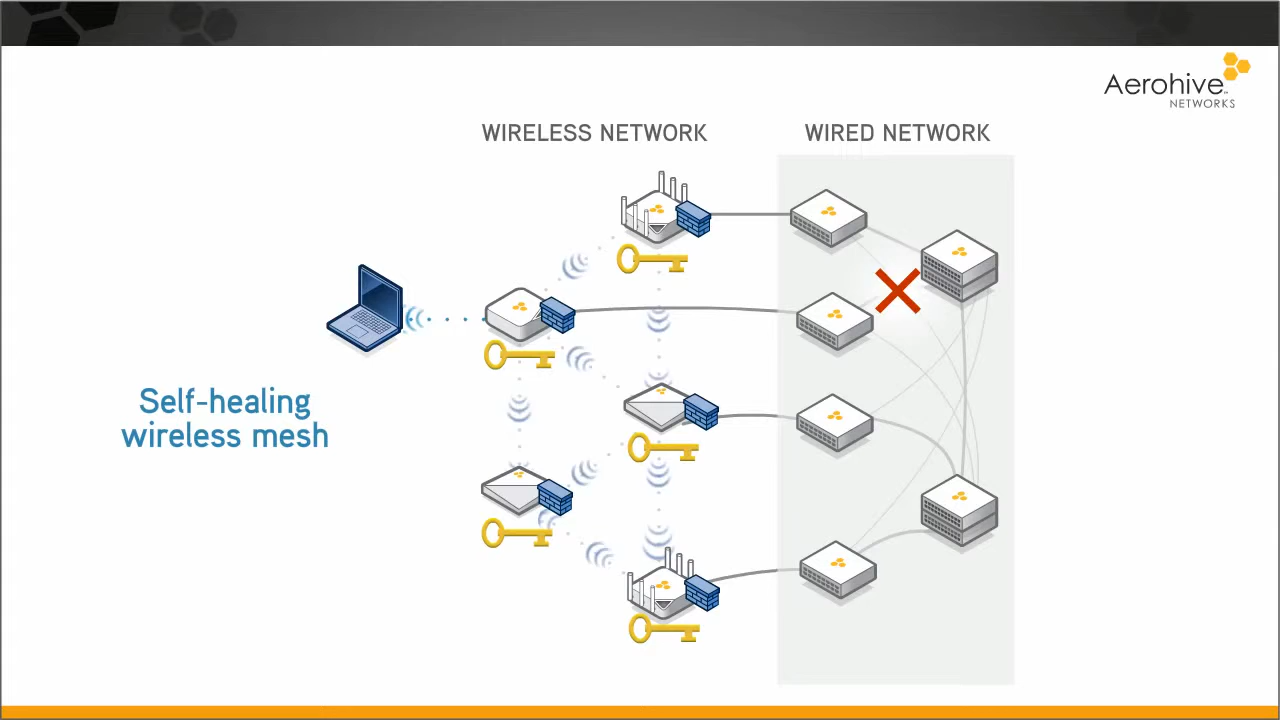 Aerohive
NETWORKS
WIRELESS NETWORK
WIRED NETWORK
Self-healing
wireless mesh